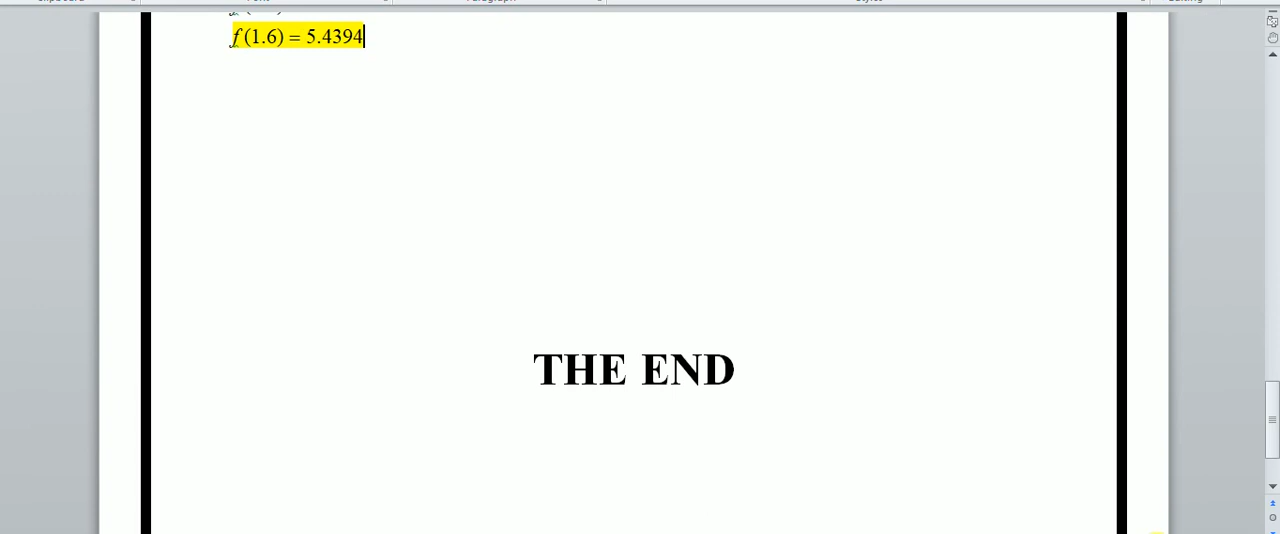 f (1.6) = 5.4394
THE END